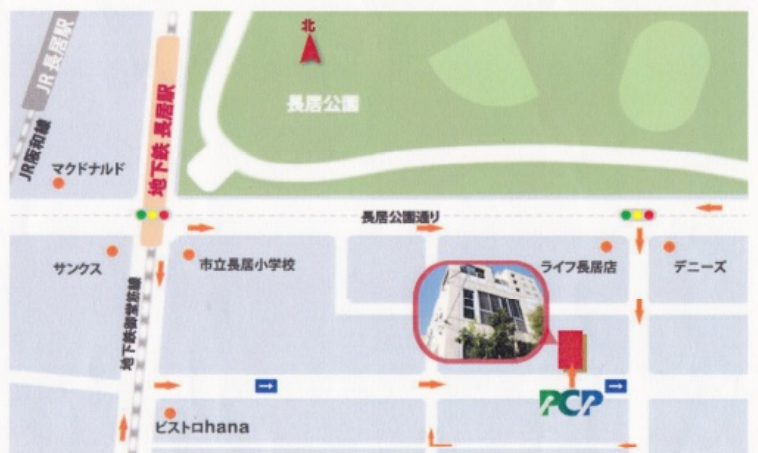 北
JR 長居駅
長居公園
地下鉄 長居駅
JR阪和線
マクドナルド
長居公園通り
サンクス
市立長居小学校
ライフ長居店
デニーズ
地下鉄御堂筋線
PCP
ビストロhana